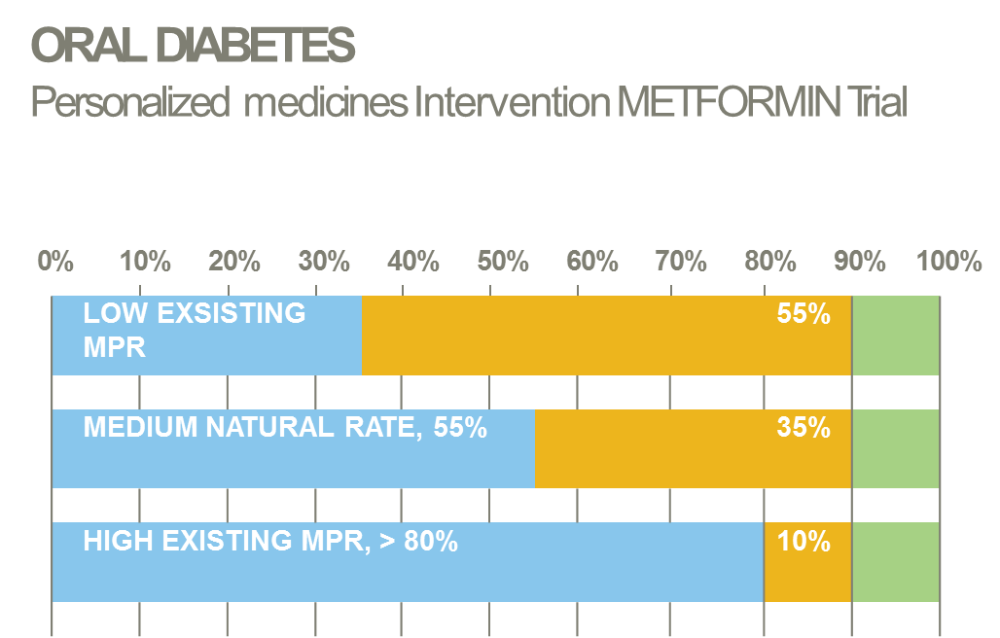 ORAL DIABETES
Personalized medicines Intervention METFORMIN Trial
0% 10% 20% 30% 40% 50% 60% 70% 80% 90% 100%
LOW EXSISTING 55%
MPR
MEDIUM NATURAL RATE, 55% 35%
HIGH EXISTING MPR, > 80% 10%